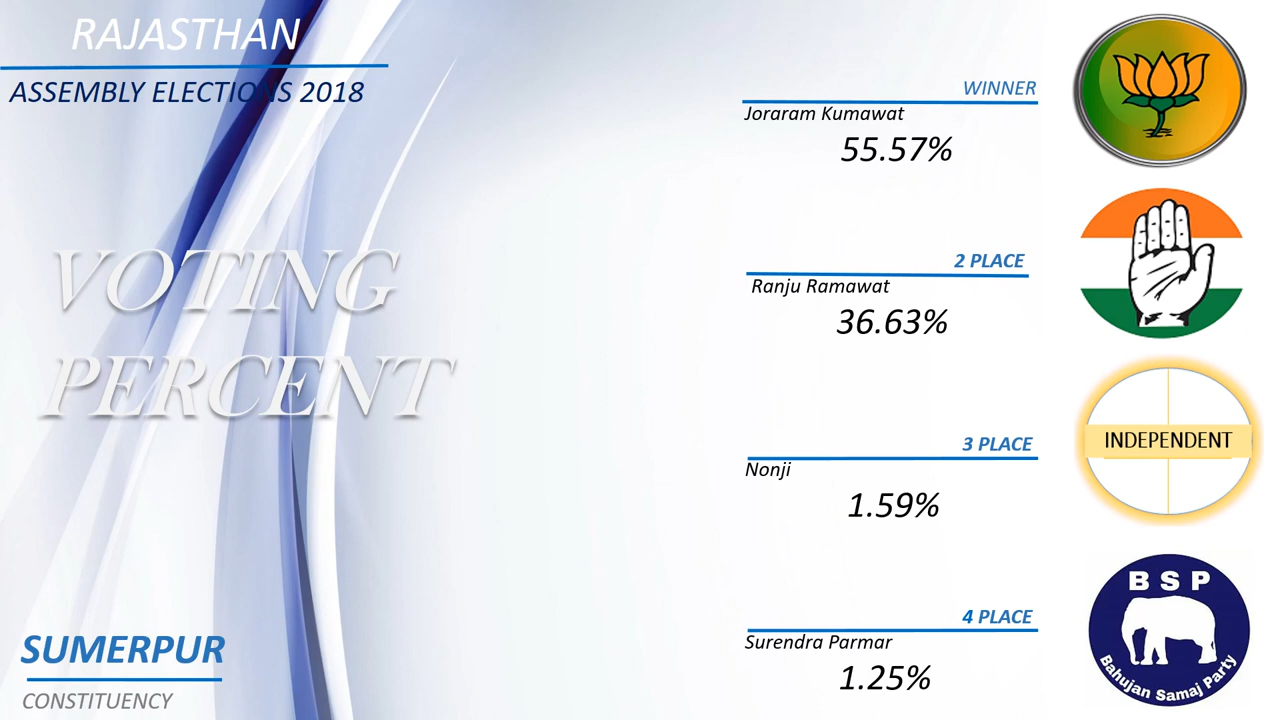 RAJASTHAN
ASSEMBLY ELECTIONS 2018
VOTING
PERCENT
SUMERPUR
CONSTITUENCY
WINNER
Joraram Kumawat
55.57%
2 PLACE
Ranju Ramawat
36.63%
3 PLACE
Nonji
1.59%
INDEPENDENT
4 PLACE
Surendra Parmar
1.25%
BSP
Bahujan Samaj Party